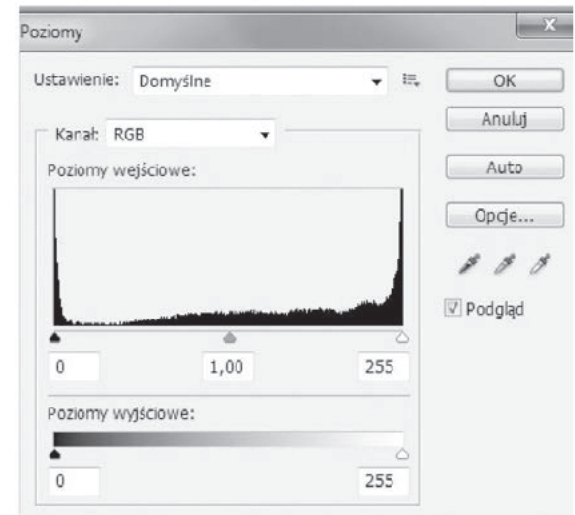 Poziomy
Ustawienie: Domyślne
OK
Anuluj
Auto
Opcje...
Podgląd
Kanał: RGB
Poziomy wejściowe:
0 1,00 255
Poziomy wyjściowe:
0 255